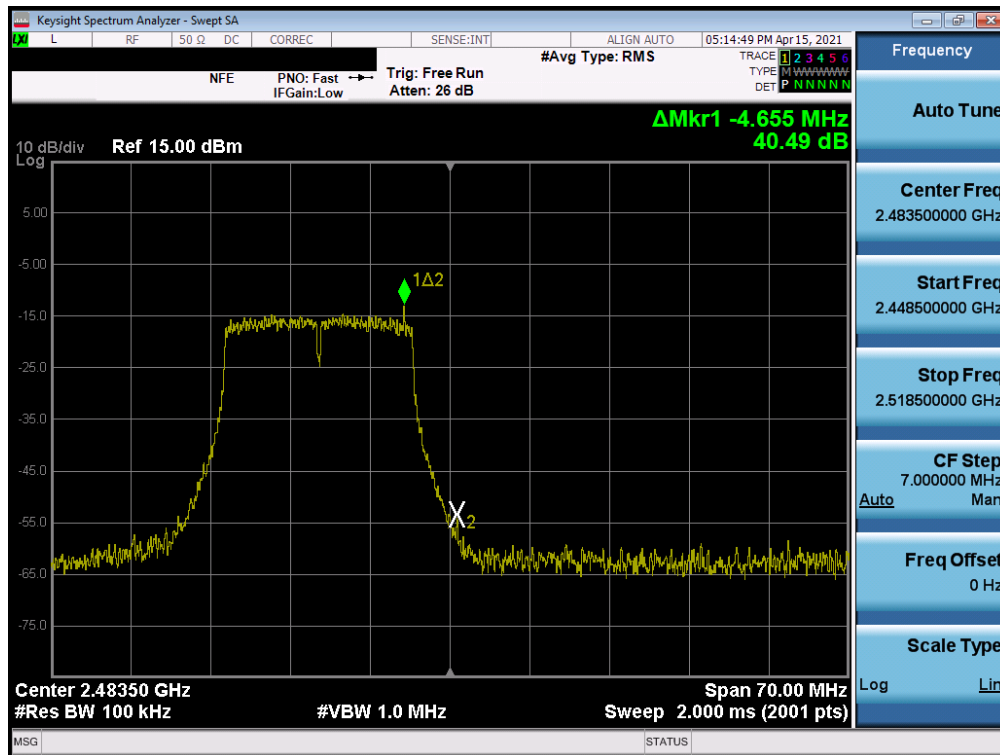 Keysight Spectrum Analyzer - Swept SA
LXI L RF 50 Ω DC CORREC SENSE:INT ALIGN AUTO 05:14:49 PM Apr 15, 2021
NFE PNO: Fast Trig: Free Run #Avg Type: RMS TRACE 1 2 3 4 5 6
IFGain:Low Atten: 26 dB TYPE M WWWWW
DET P N N N N N
ΔMkr1 -4.655 MHz
40.49 dB
10 dB/div Ref 15.00 dBm
Log
5.00
-5.00
1Δ2
-15.0
-25.0
-35.0
-45.0
-55.0
2
-65.0
-75.0
Center 2.48350 GHz Span 70.00 MHz
#Res BW 100 kHz #VBW 1.0 MHz Sweep 2.000 ms (2001 pts)
MSG STATUS
Frequency
Auto Tune
Center Freq
2.483500000 GHz
Start Freq
2.448500000 GHz
Stop Freq
2.518500000 GHz
CF Step
7.000000 MHz
Auto Man
Freq Offset
0 Hz
Scale Type
Log Lin